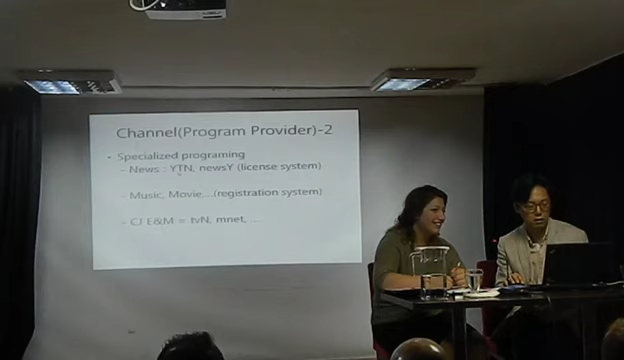 Channel(Program Provider)-2
• Specialized programing
- News : YTN, newsY (license system)
- Music, Movie,...(registration system)
- CJ E&M = tvN, mnet, ...